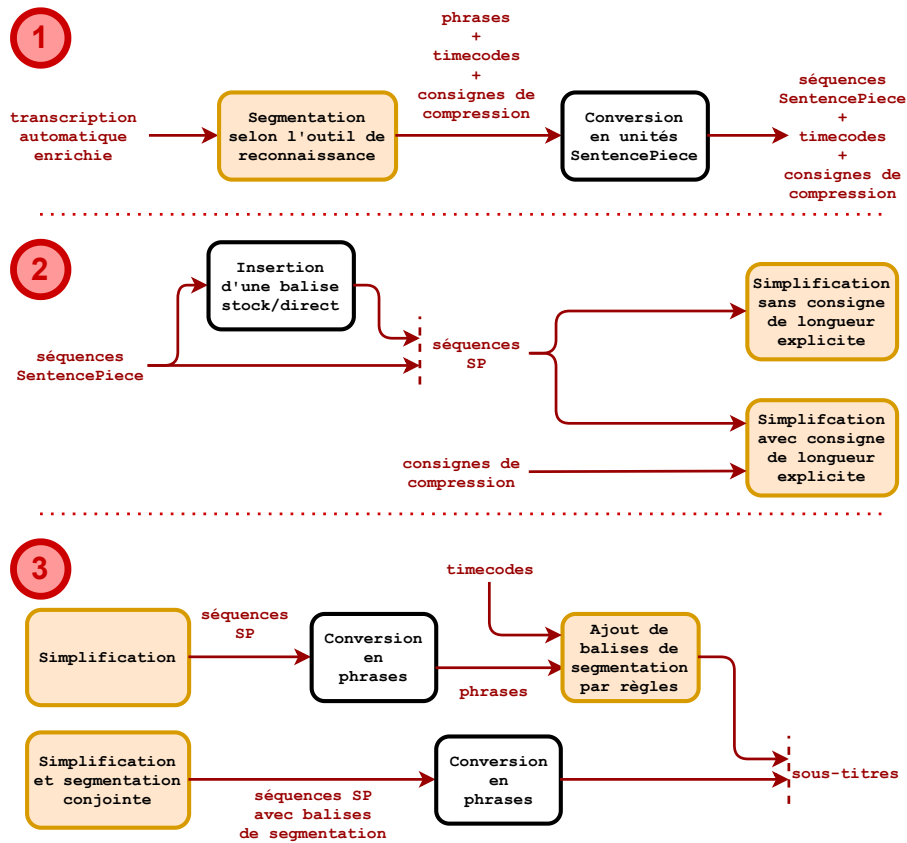 1
transcription
automatique
enrichie
Segmentation
selon l'outil de
reconnaissance
phrases
+
timecodes
+
consignes de
compression
Conversion
en unités
SentencePiece
séquences
SentencePiece
+
timecodes
+
consignes de
compression
2
séquences
SentencePiece
Insertion
d'une balise
stock/direct
séquences
SP
consignes de
compression
Simplification
sans consigne
de longueur
explicite
Simplifcation
avec consigne
de longueur
explicite
3
Simplification
séquences
SP
Conversion
en
phrases
timecodes
phrases
Ajout de
balises de
segmentation
par règles
Simplification
et segmentation
conjointe
séquences SP
avec balises
de segmentation
Conversion
en
phrases
sous-titres